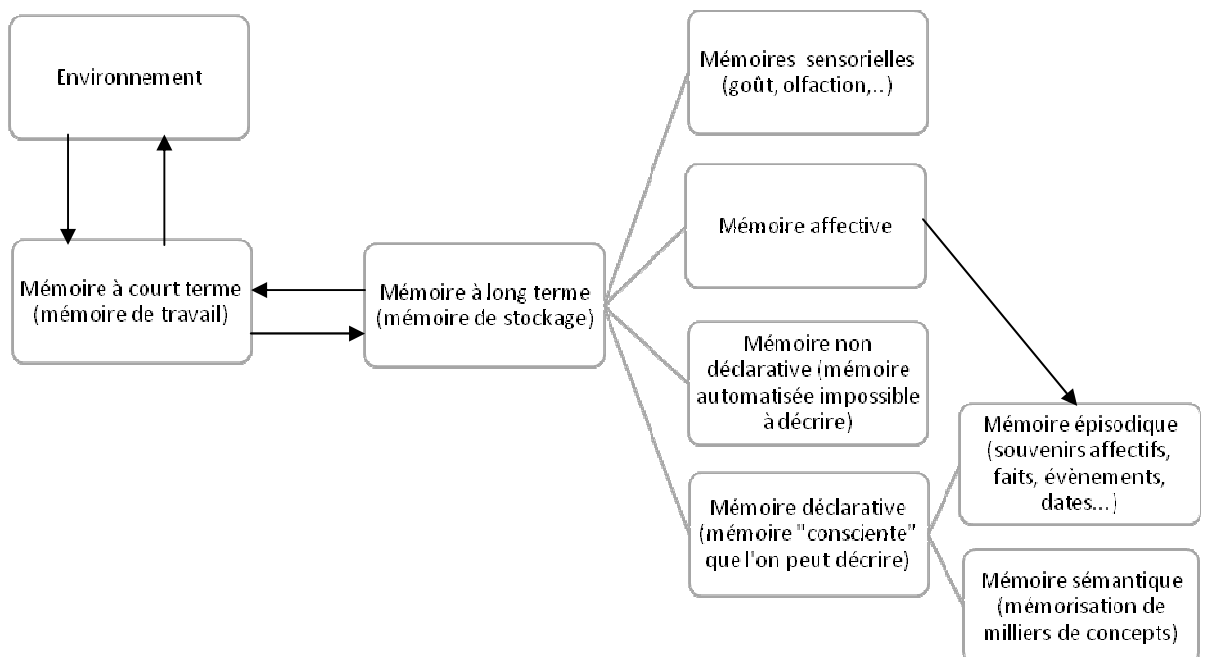 Environnement
Mémoire à court terme
(mémoire de travail)
Mémoire à long terme
(mémoire de stockage)
Mémoires sensorielles
(goût, olfaction,..)
Mémoire affective
Mémoire non
déclarative (mémoire
automatisée impossible
à décrire)
Mémoire déclarative
(mémoire "consciente"
que l'on peut décrire)
Mémoire épisodique
(souvenirs affectifs,
faits, évènements,
dates...)
Mémoire sémantique
(mémorisation de
milliers de concepts)